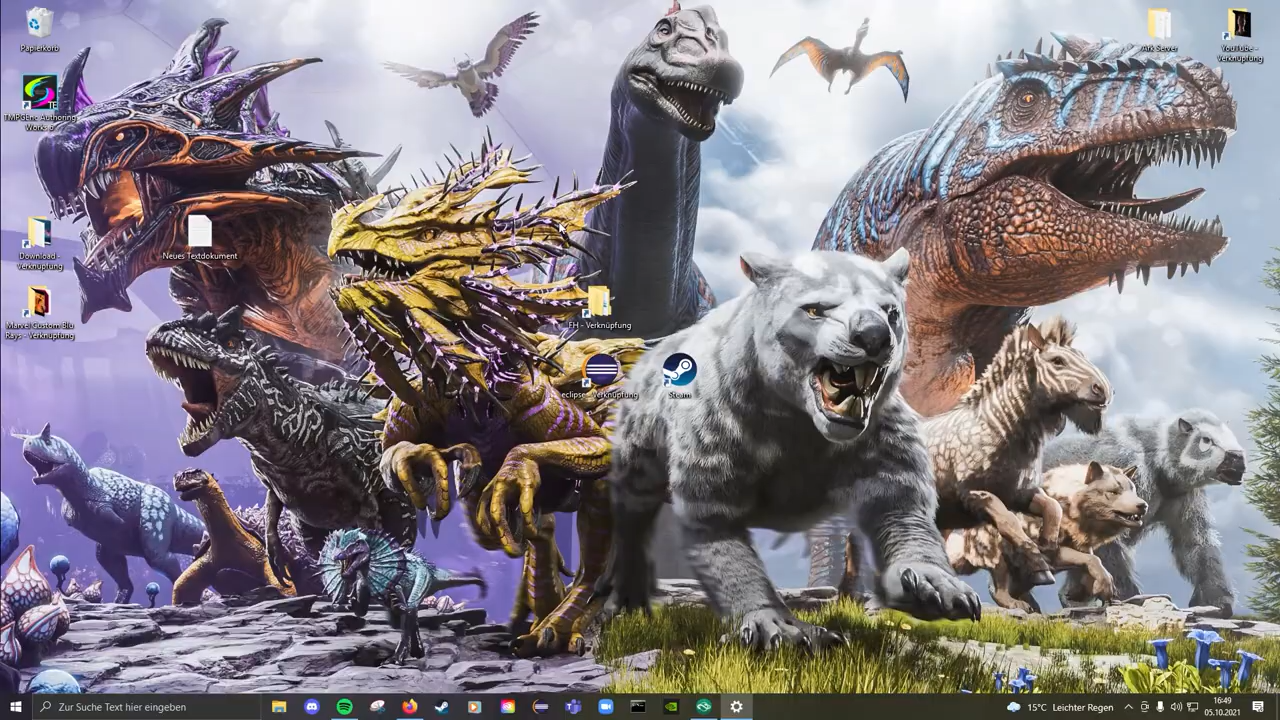 Papierkorb
TMPGEnc Authoring
Works 6
Download -
Verknüpfung
Marvel Custom Blu
Rays - Verknüpfung
Neues Textdokument
FH - Verknüpfung
eclipse - Verknüpfung
Steam
Ark Server
YouTube -
Verknüpfung
Zur Suche Text hier eingeben
15°C Leichter Regen
16:49
05.10.2021